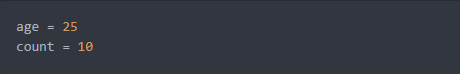 age = 25
count = 10